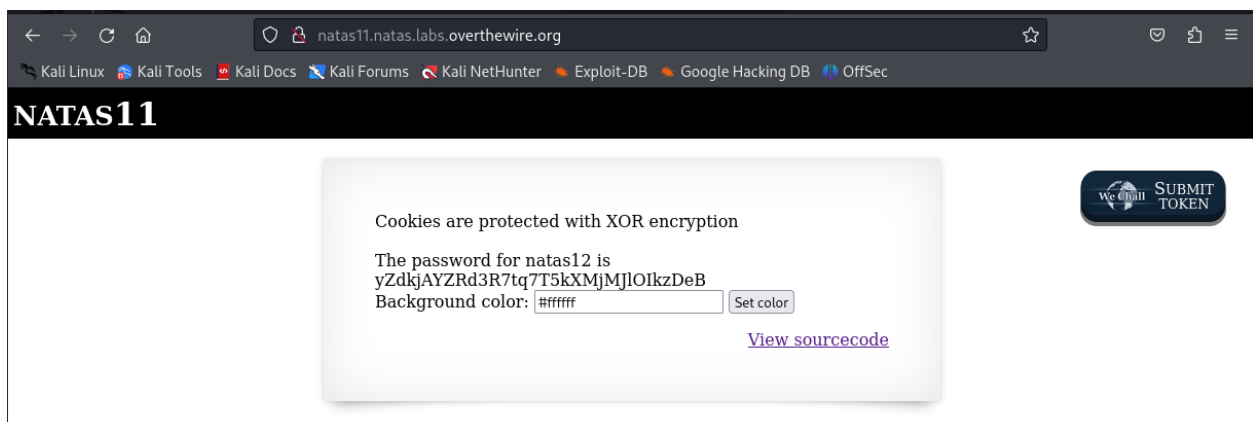 natas11.natas.labs.overthewire.org
Kali Linux Kali Tools Kali Docs Kali Forums Kali NetHunter Exploit-DB Google Hacking DB OffSec
NATAS11
We Chall SUBMIT TOKEN
Cookies are protected with XOR encryption
The password for natas12 is
yZdkjAYZRd3R7tq7T5kXMjMJlOIkzDeB
Background color: #ffffff Set color
View sourcecode